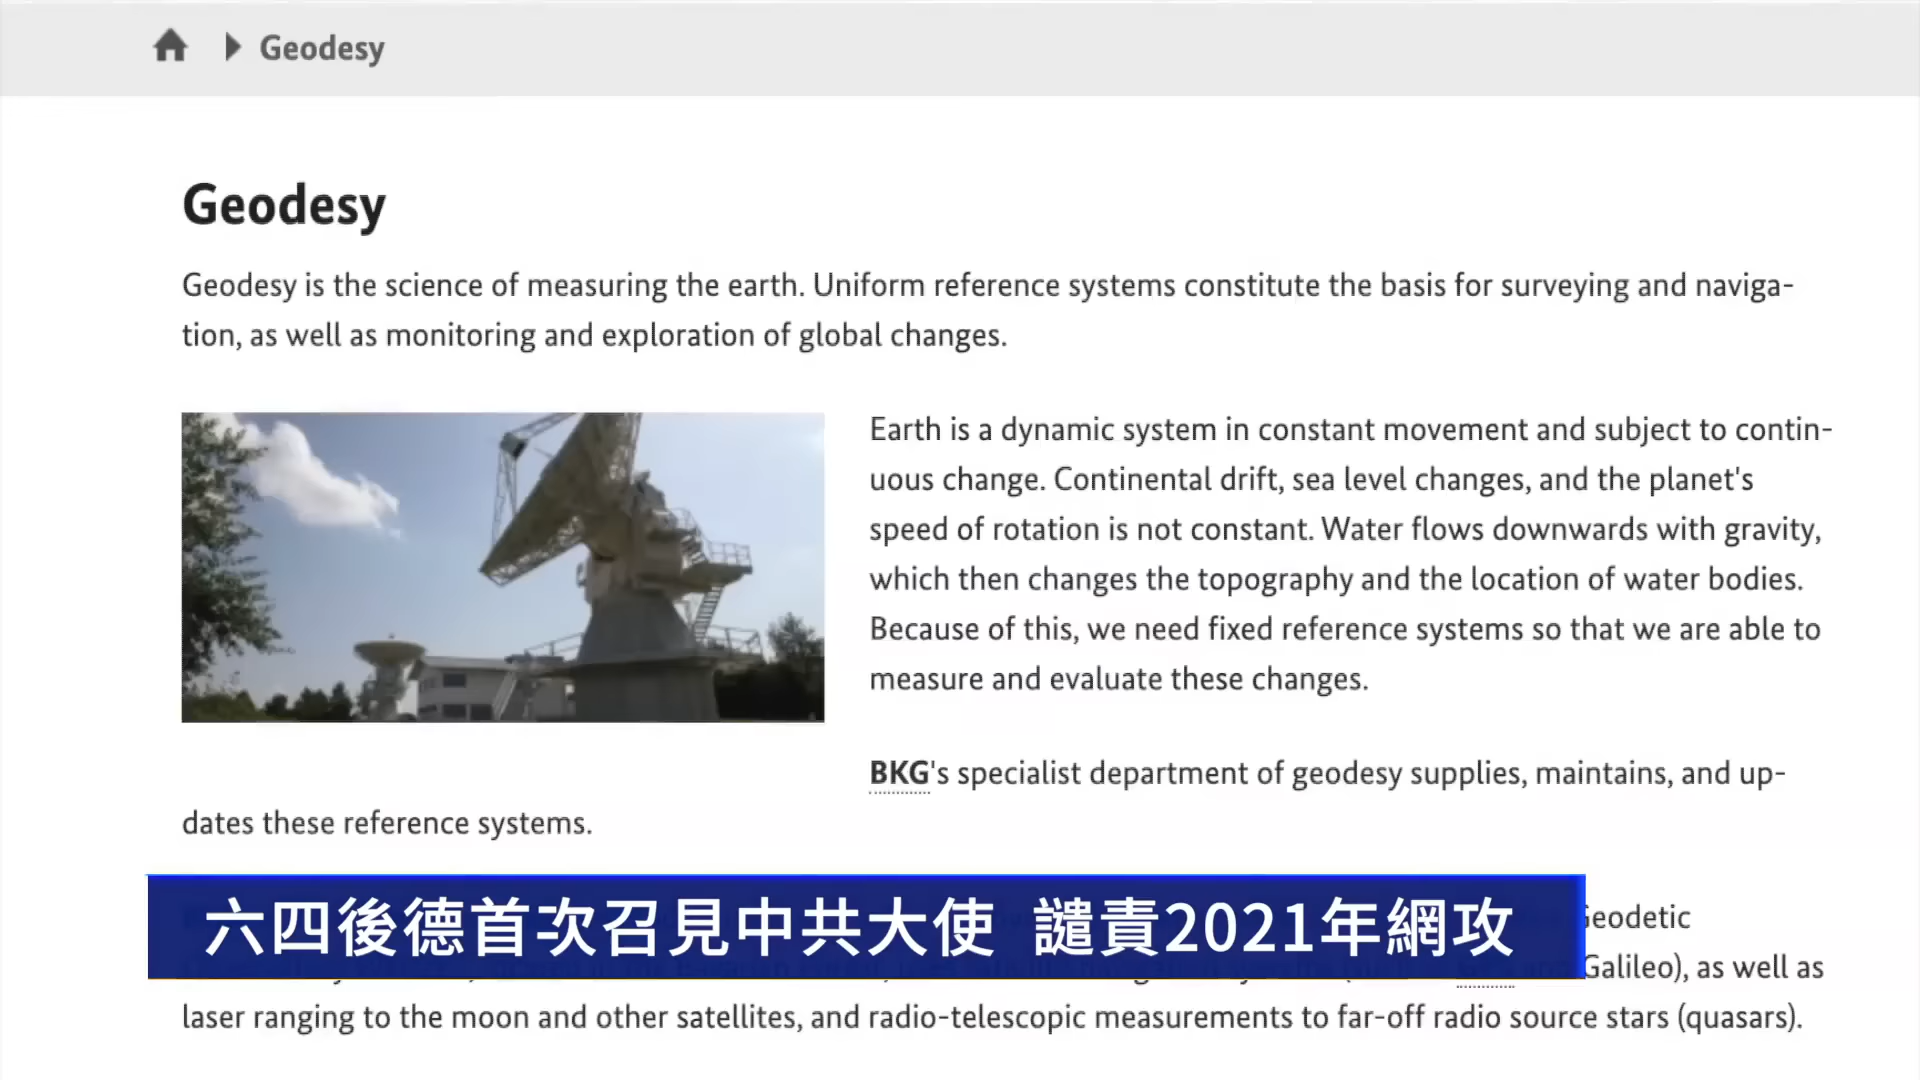 Geodesy
Geodesy
Geodesy is the science of measuring the earth. Uniform reference systems constitute the basis for surveying and naviga-
tion, as well as monitoring and exploration of global changes.
Earth is a dynamic system in constant movement and subject to contin-
uous change. Continental drift, sea level changes, and the planet's
speed of rotation is not constant. Water flows downwards with gravity,
which then changes the topography and the location of water bodies.
Because of this, we need fixed reference systems so that we are able to
measure and evaluate these changes.
BKG's specialist department of geodesy supplies, maintains, and up-
dates these reference systems.
六四後德首次召見中共大使 譴責2021年網攻
Geodetic
Galileo), as well as
laser ranging to the moon and other satellites, and radio-telescopic measurements to far-off radio source stars (quasars).